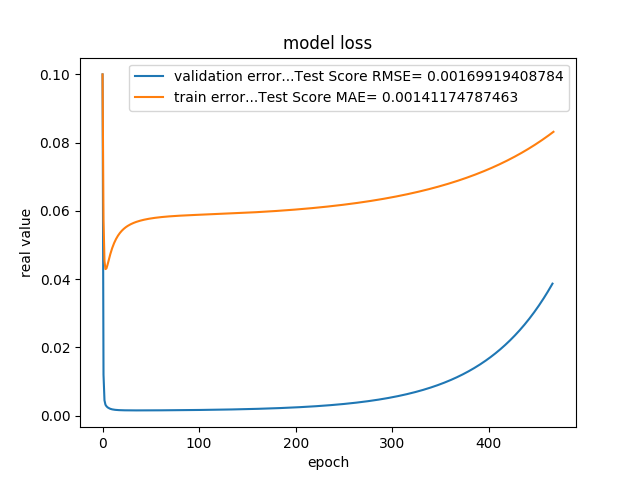 model loss
validation error...Test Score RMSE= 0.00169919408784
train error...Test Score MAE= 0.00141174787463
0.10
0.08
0.06
0.04
0.02
0.00
real value
0 100 200 300 400
epoch